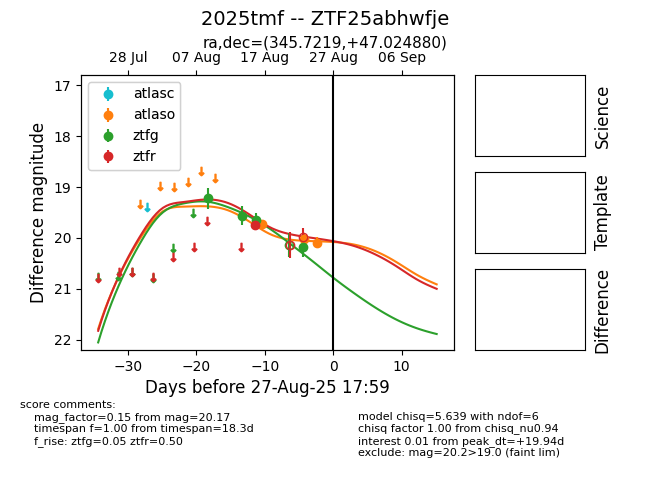 2025tmf -- ZTF25abhwfje
ra,dec=(345.7219,+47.024880)
28 Jul 07 Aug 17 Aug 27 Aug 06 Sep
17
18
19
20
21
22
Difference magnitude
atlasc
atlaso
ztfg
ztfr
−30 −20 −10 0 10
Days before 27-Aug-25 17:59
Science
Template
Difference
score comments:
mag_factor=0.15 from mag=20.17
timespan f=1.00 from timespan=18.3d
f_rise: ztfg=0.05 ztfr=0.50
model chisq=5.639 with ndof=6
chisq factor 1.00 from chisq_nu0.94
interest 0.01 from peak_dt=+19.94d
exclude: mag=20.2>19.0 (faint lim)